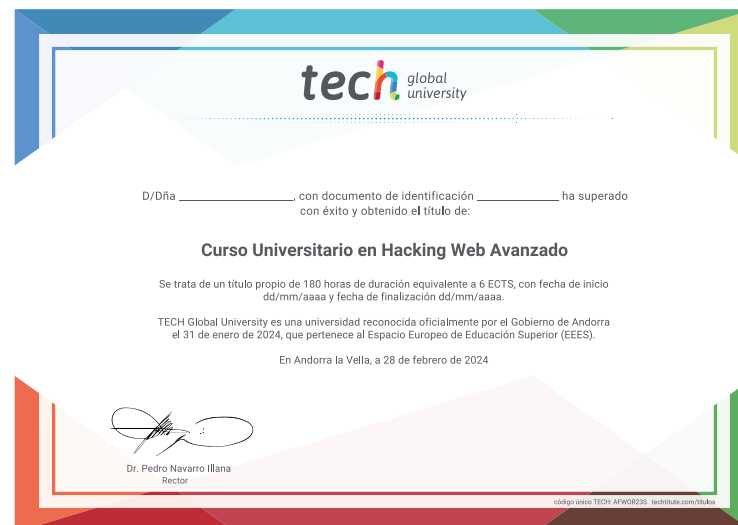 tech global university
D/Dña ____________________, con documento de identificación ______________ ha superado
con éxito y obtenido el título de:
Curso Universitario en Hacking Web Avanzado
Se trata de un título propio de 180 horas de duración equivalente a 6 ECTS, con fecha de inicio
dd/mm/aaaa y fecha de finalización dd/mm/aaaa.
TECH Global University es una universidad reconocida oficialmente por el Gobierno de Andorra
el 31 de enero de 2024, que pertenece al Espacio Europeo de Educación Superior (EEES).
En Andorra la Vella, a 28 de febrero de 2024
Dr. Pedro Navarro Illana
Rector
código único TECH: AFWOR23S techtitute.com/titulos